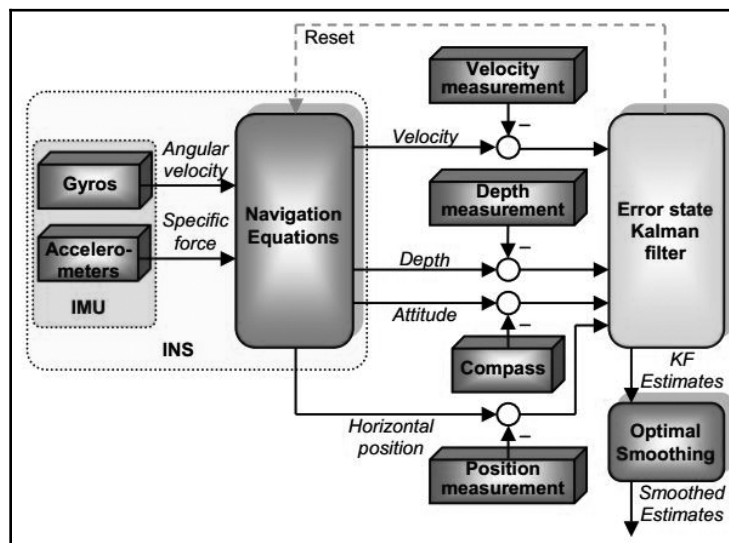 Reset
Velocity
measurement
–
Angular
velocity
Velocity
Gyros
Depth
measurement
–
Navigation
Equations
Error state
Kalman
filter
Specific
force
Accelero-
meters
Depth
IMU
Attitude
–
INS
Compass
KF
Estimates
Horizontal
position
–
Position
measurement
Optimal
Smoothing
Smoothed
Estimates